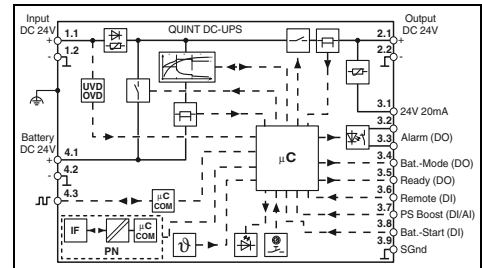 Input
DC 24V
QUINT DC-UPS
Output
DC 24V
+ 1.1
- 1.2
2.1 +
2.2 -
UVD
OVD
3.1 24V 20mA
3.2
3.3 Alarm (DO)
Battery
DC 24V
+ 4.1
- 4.2
4.3
µC
3.4 Bat.-Mode (DO)
3.5 Ready (DO)
3.6 Remote (DI)
3.7 PS Boost (DI/AI)
3.8 Bat.-Start (DI)
3.9 SGnd
µC
COM
IF
µC
COM
PN
ϑ